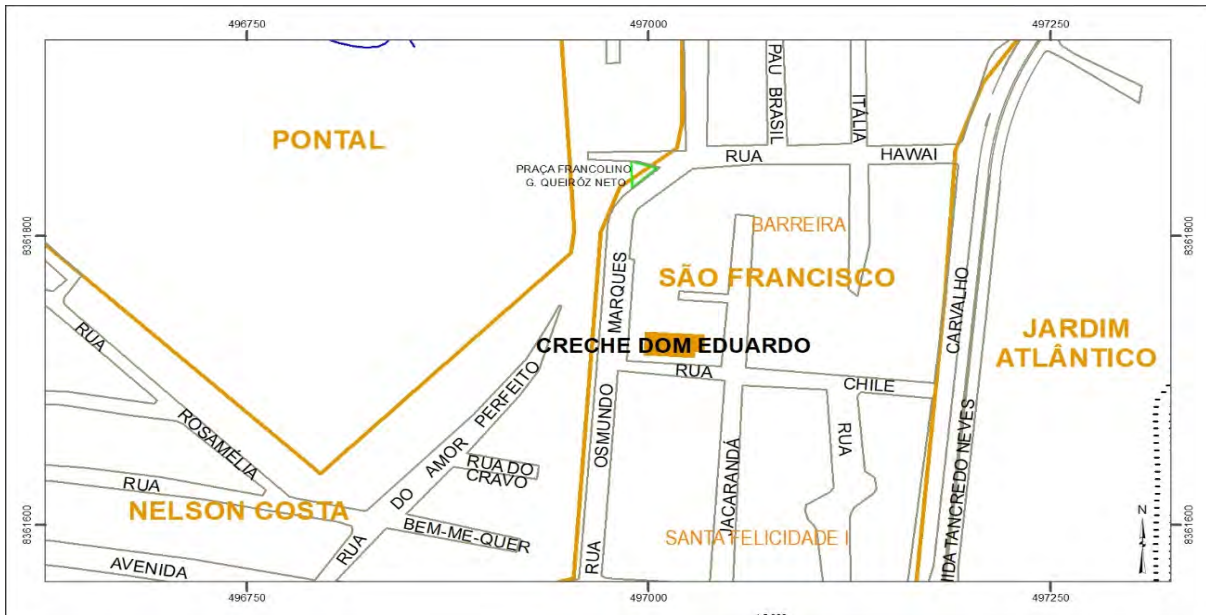 496750
497000
497250
PONTAL
PAU BRASIL
ITÁLIA
RUA
HAWAI
PRAÇA FRANCOLINO
G. QUEIRÓZ NETO
8361800
8361800
BARREIRA
SÃO FRANCISCO
MARQUES
CARVALHO
JARDIM
ATLÂNTICO
CRECHE DOM EDUARDO
RUA
RUA
CHILE
ROSAMÉLIA
DO AMOR PERFEITO
OSMUNDO
JACARANDÁ
RUA
RUA DO
CRAVO
RUA
NELSON COSTA
BEM-ME-QUER
SANTA FELICIDADE I
IDA TANCREDO NEVES
N
8361600
8361600
AVENIDA
RUA
RUA
496750
497000
497250